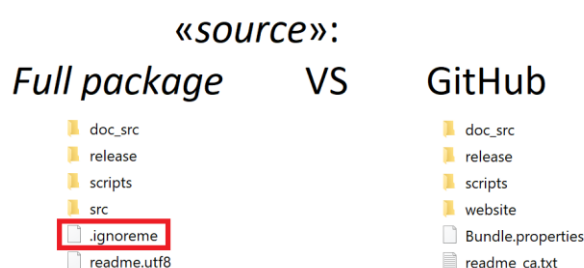 «source»:
Full package VS GitHub
doc_src doc_src
release release
scripts scripts
src website
.ignoreme Bundle.properties
readme.utf8 readme_ca.txt